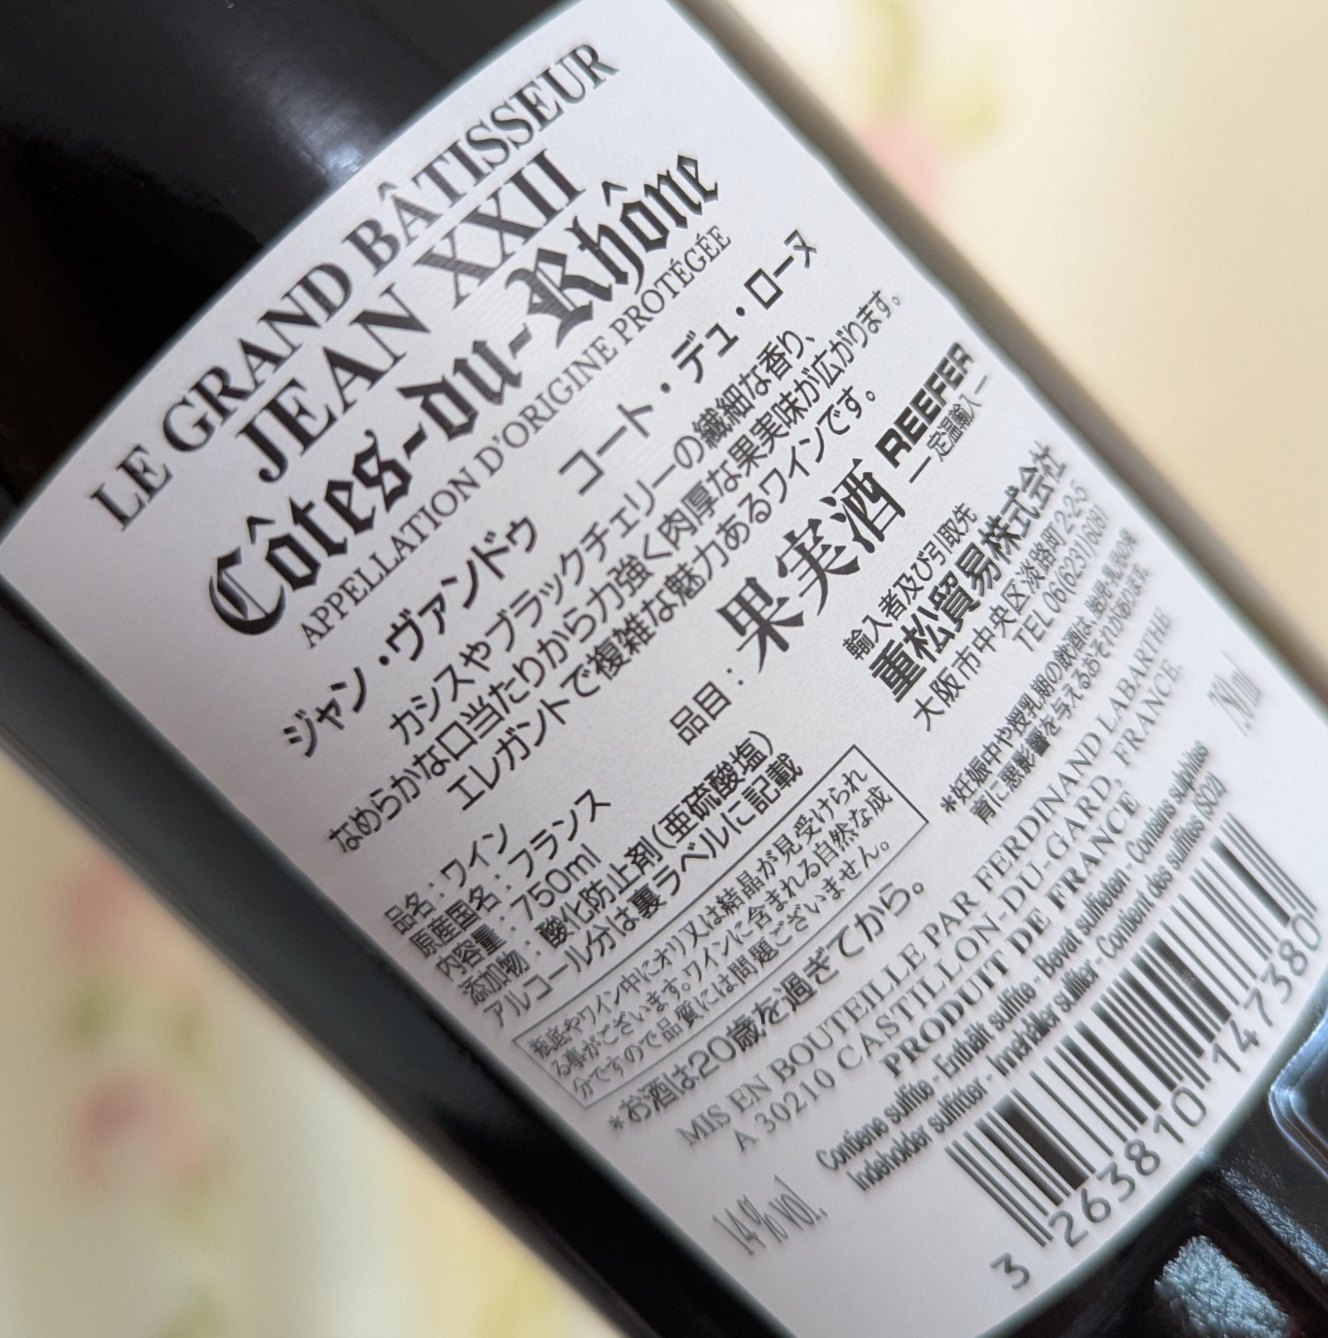 LE GRAND BÂTISSEUR
JEAN XXII
Côtes-du-Rhône
APPELLATION D'ORIGINE PROTÉGÉE
ジャン・ヴァンドゥ コート・デュ・ローヌ
カシスやブラックチェリーの繊細な香り、
なめらかな口当たりから力強く肉厚な果実味が広がります。
エレガントで複雑な魅力あるワインです。
品目：果実酒
REEFER
— 定温輸入 —
品名：ワイン
原産国名：フランス
内容量：750ml
添加物：酸化防止剤(亜硫酸塩)
アルコール分は裏ラベルに記載
輸入者及び引取先
重松貿易株式会社
大阪市中央区淡路町2-2-5
TEL 06(6231)6081
瓶底やワイン中にオリ又は結晶が見受けられ
る事がございます。ワインに含まれる自然な成
分ですので品質には問題ございません。
*妊娠中や授乳期の飲酒は、胎児・乳児の発
育に悪影響を与えるおそれがあります。
*お酒は20歳を過ぎてから。
MIS EN BOUTEILLE PAR FERDINAND LABARTHE
A 30210 CASTILLON-DU-GARD, FRANCE.
PRODUIT DE FRANCE
14% vol.
750ml
Contiene sulfite - Enthält sulfite - Bevat sulfieten - Contains sulphites
Indeholder sulfitter - Innehåller sulfiter - Contient des sulfites (SO2)
3 263810 147380